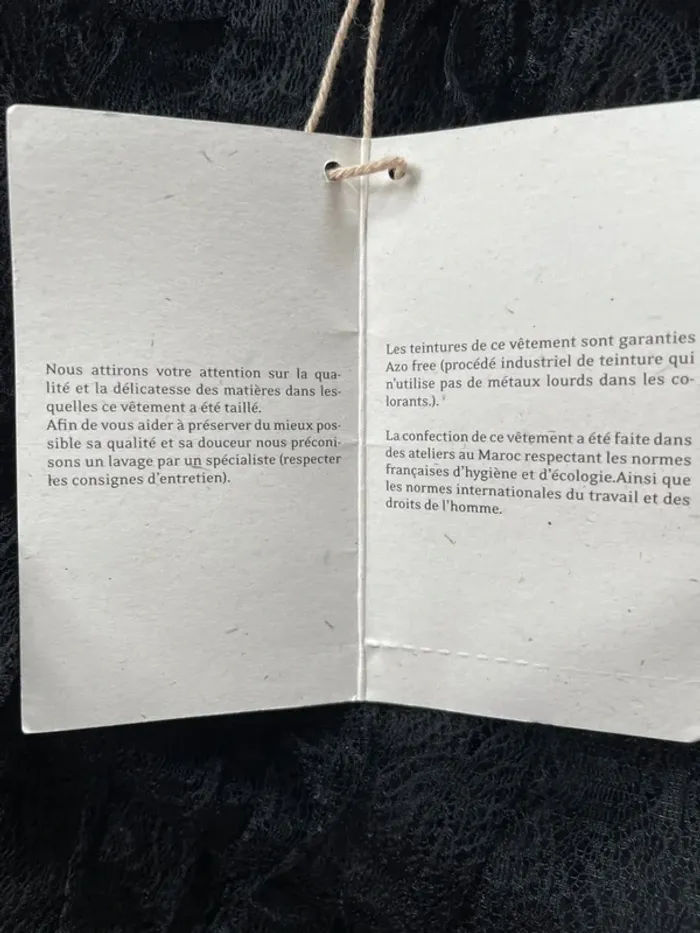 Nous attirons votre attention sur la qua-
lité et la délicatesse des matières dans les-
quelles ce vêtement a été taillé.
Afin de vous aider à préserver du mieux pos-
sible sa qualité et sa douceur nous préconi-
sons un lavage par un spécialiste (respecter
les consignes d'entretien).
Les teintures de ce vêtement sont garanties
Azo free (procédé industriel de teinture qui
n'utilise pas de métaux lourds dans les co-
lorants.).
La confection de ce vêtement a été faite dans
des ateliers au Maroc respectant les normes
françaises d'hygiène et d'écologie.Ainsi que
les normes internationales du travail et des
droits de l'homme.